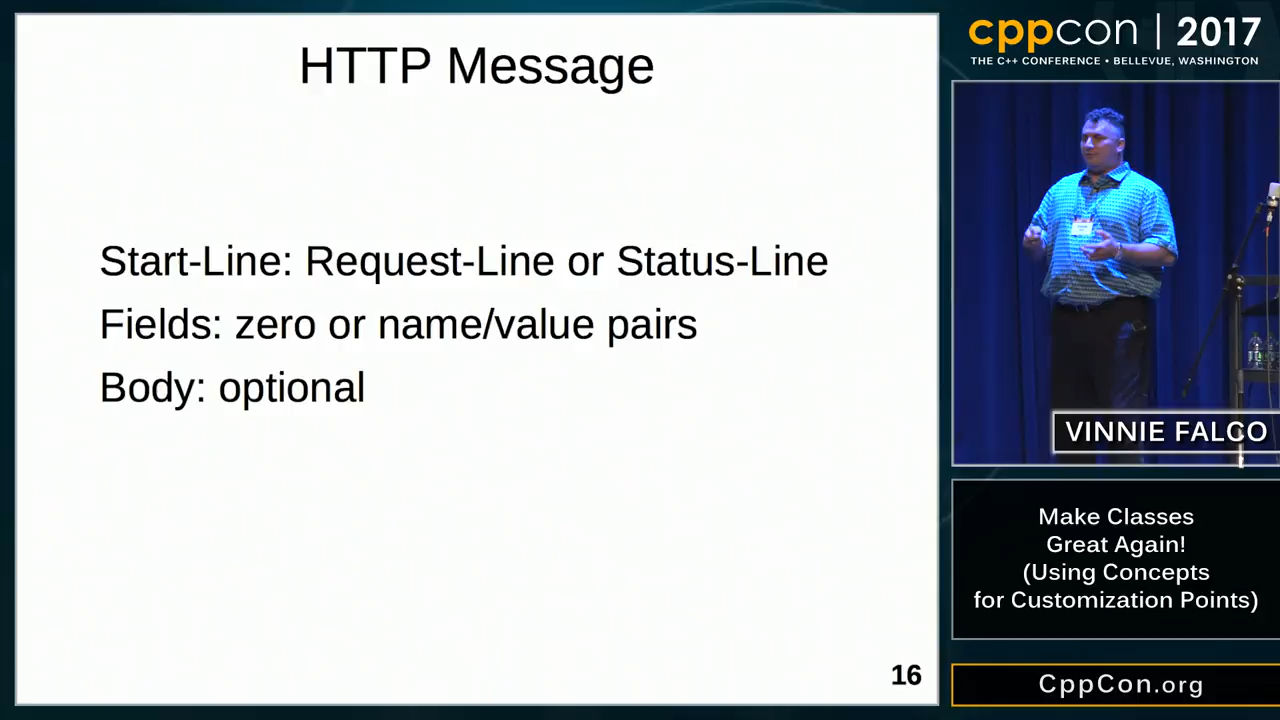 HTTP Message
Start-Line: Request-Line or Status-Line
Fields: zero or name/value pairs
Body: optional
16
cppcon | 2017
THE C++ CONFERENCE • BELLEVUE, WASHINGTON
VINNIE FALCO
Make Classes
Great Again!
(Using Concepts
for Customization Points)
CppCon.org